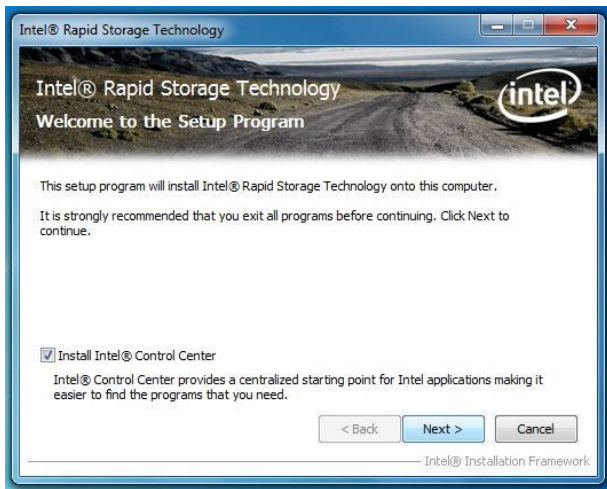 Intel® Rapid Storage Technology
Intel® Rapid Storage Technology
intel
Welcome to the Setup Program
This setup program will install Intel® Rapid Storage Technology onto this computer.
It is strongly recommended that you exit all programs before continuing. Click Next to
continue.
Install Intel® Control Center
Intel® Control Center provides a centralized starting point for Intel applications making it
easier to find the programs that you need.
< Back Next > Cancel
Intel® Installation Framework